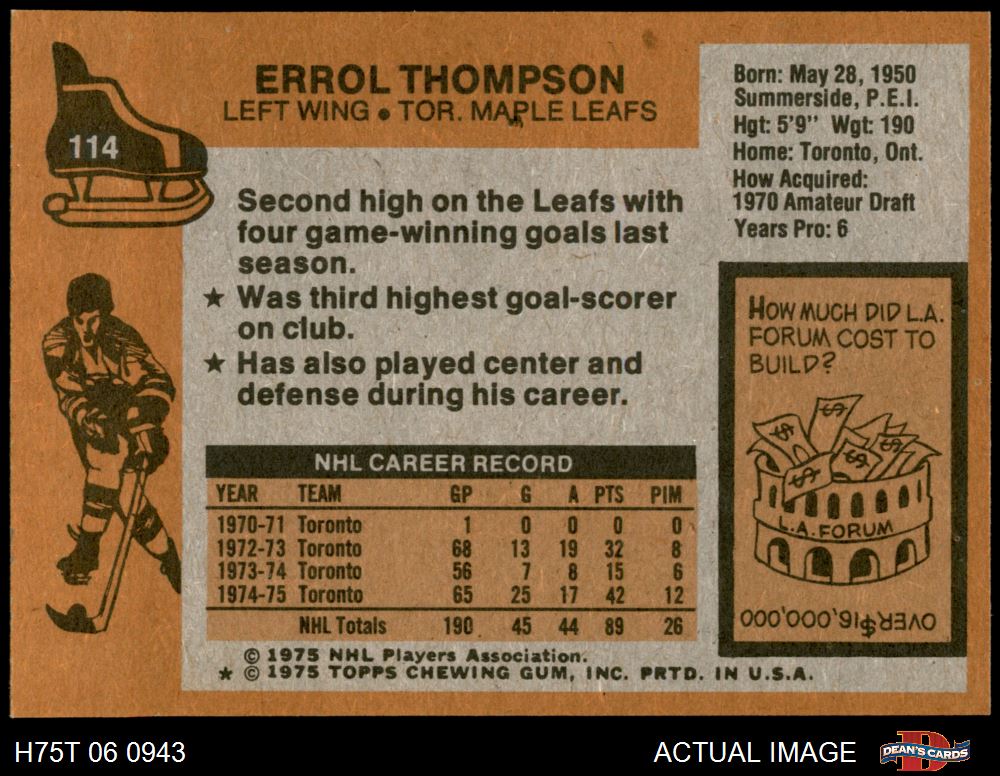 114
ERROL THOMPSON
LEFT WING • TOR. MAPLE LEAFS
Born: May 28, 1950
Summerside, P.E.I.
Hgt: 5'9" Wgt: 190
Home: Toronto, Ont.
How Acquired:
1970 Amateur Draft
Years Pro: 6
Second high on the Leafs with
four game-winning goals last
season.
★ Was third highest goal-scorer
on club.
★ Has also played center and
defense during his career.
NHL CAREER RECORD
YEAR TEAM GP G A PTS PIM
1970-71 Toronto 1 0 0 0 0
1972-73 Toronto 68 13 19 32 8
1973-74 Toronto 56 7 8 15 6
1974-75 Toronto 65 25 17 42 12
NHL Totals 190 45 44 89 26
© 1975 NHL Players Association.
★ © 1975 TOPPS CHEWING GUM, INC. PRTD. IN U.S.A.
HOW MUCH DID L.A.
FORUM COST TO
BUILD?
$ $ $ $ $
L.A. FORUM
OVER $16,000,000
H75T 06 0943
ACTUAL IMAGE
D
DEAN'S CARDS